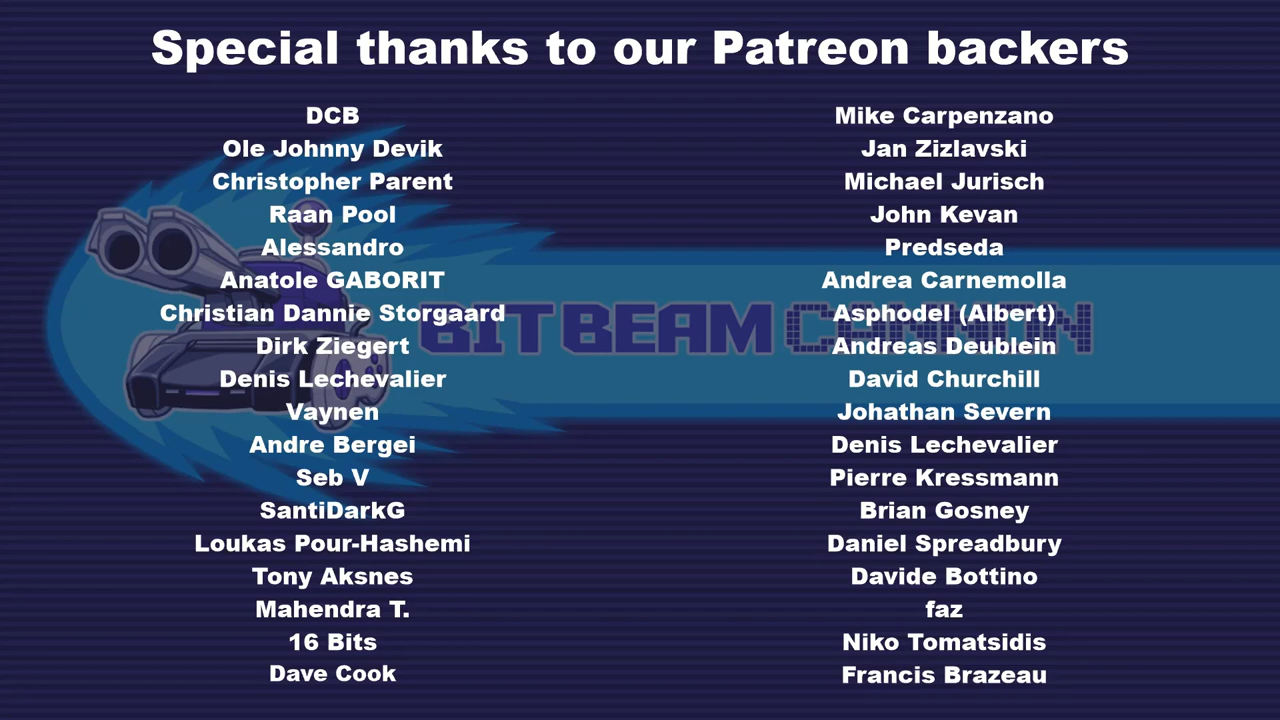 Special thanks to our Patreon backers
DCB
Ole Johnny Devik
Christopher Parent
Raan Pool
Alessandro
Anatole GABORIT
Christian Dannie Storgaard
Dirk Ziegert
Denis Lechevalier
Vaynen
Andre Bergei
Seb V
SantiDarkG
Loukas Pour-Hashemi
Tony Aksnes
Mahendra T.
16 Bits
Dave Cook
Mike Carpenzano
Jan Zizlavski
Michael Jurisch
John Kevan
Predseda
Andrea Carnemolla
Asphodel (Albert)
Andreas Deublein
David Churchill
Johathan Severn
Denis Lechevalier
Pierre Kressmann
Brian Gosney
Daniel Spreadbury
Davide Bottino
faz
Niko Tomatsidis
Francis Brazeau
BIT BEAM CANNON